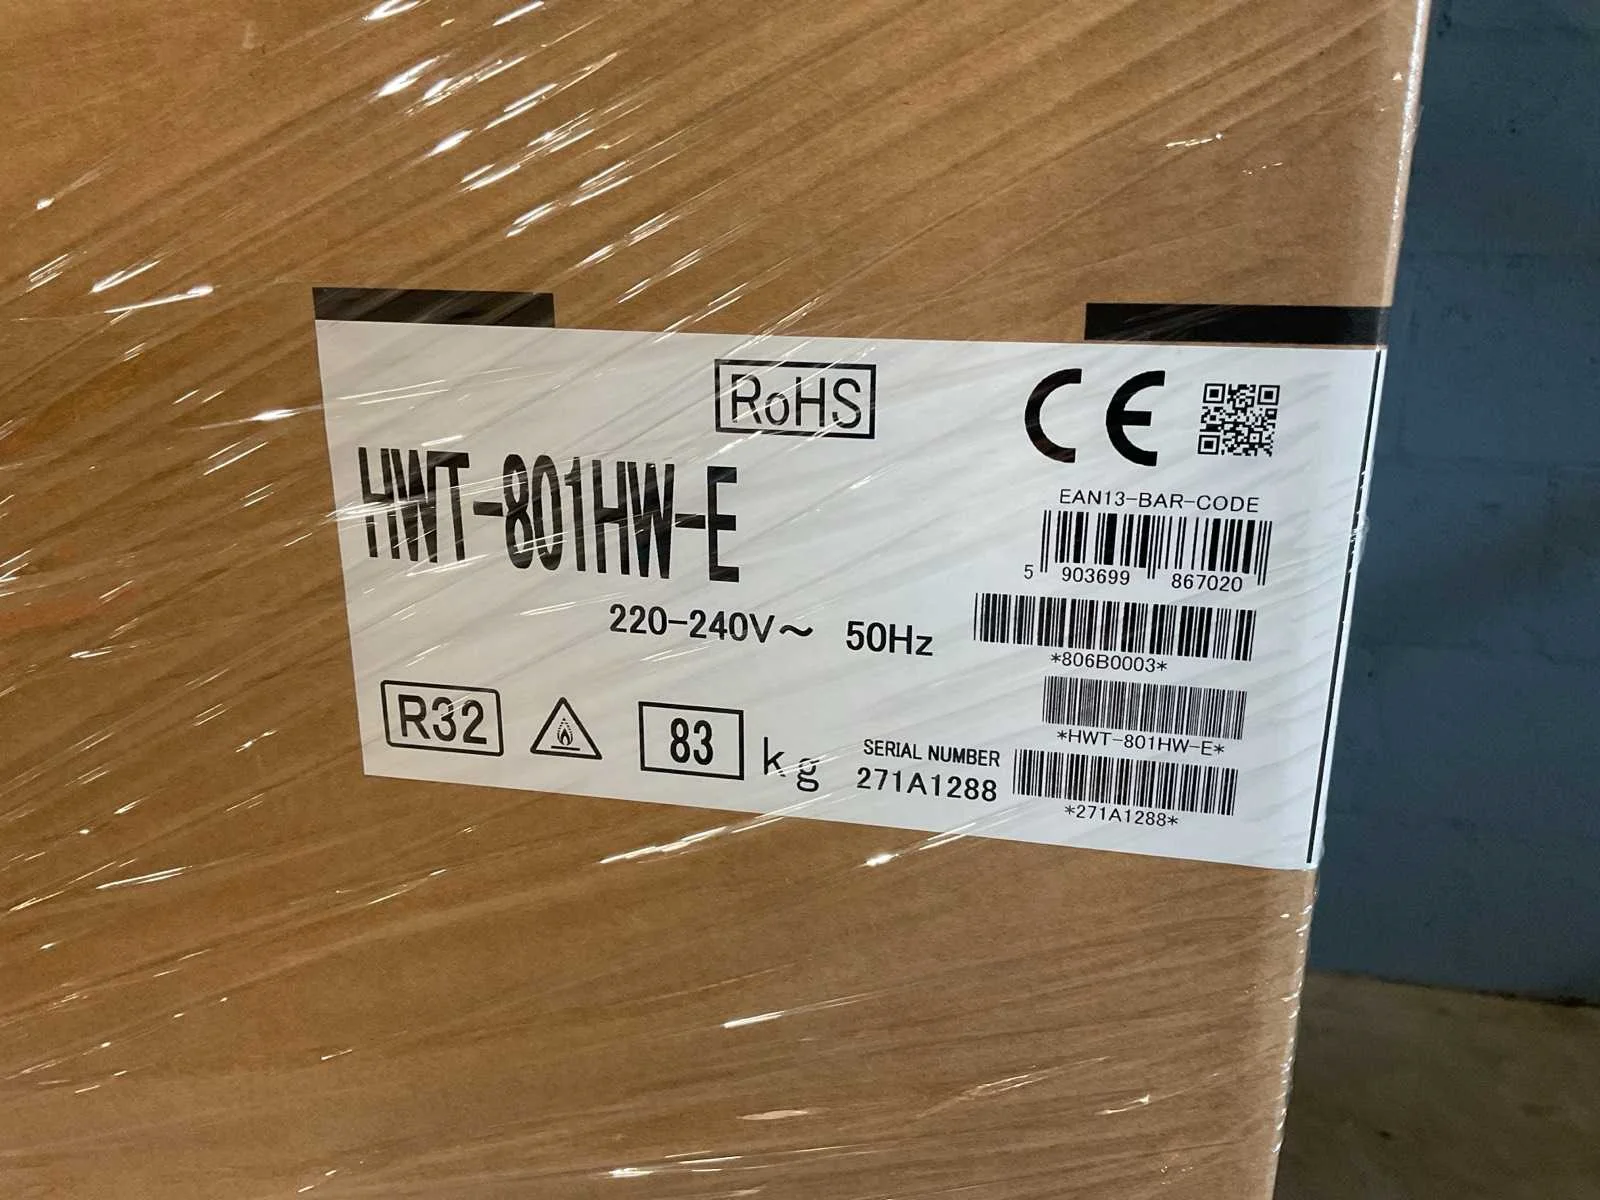 RoHS
CE
HWT-801HW-E
EAN13-BAR-CODE
5 903699 867020
220-240V～ 50Hz
*806B0003*
R32
83 kg
*HWT-801HW-E*
SERIAL NUMBER
271A1288
*271A1288*